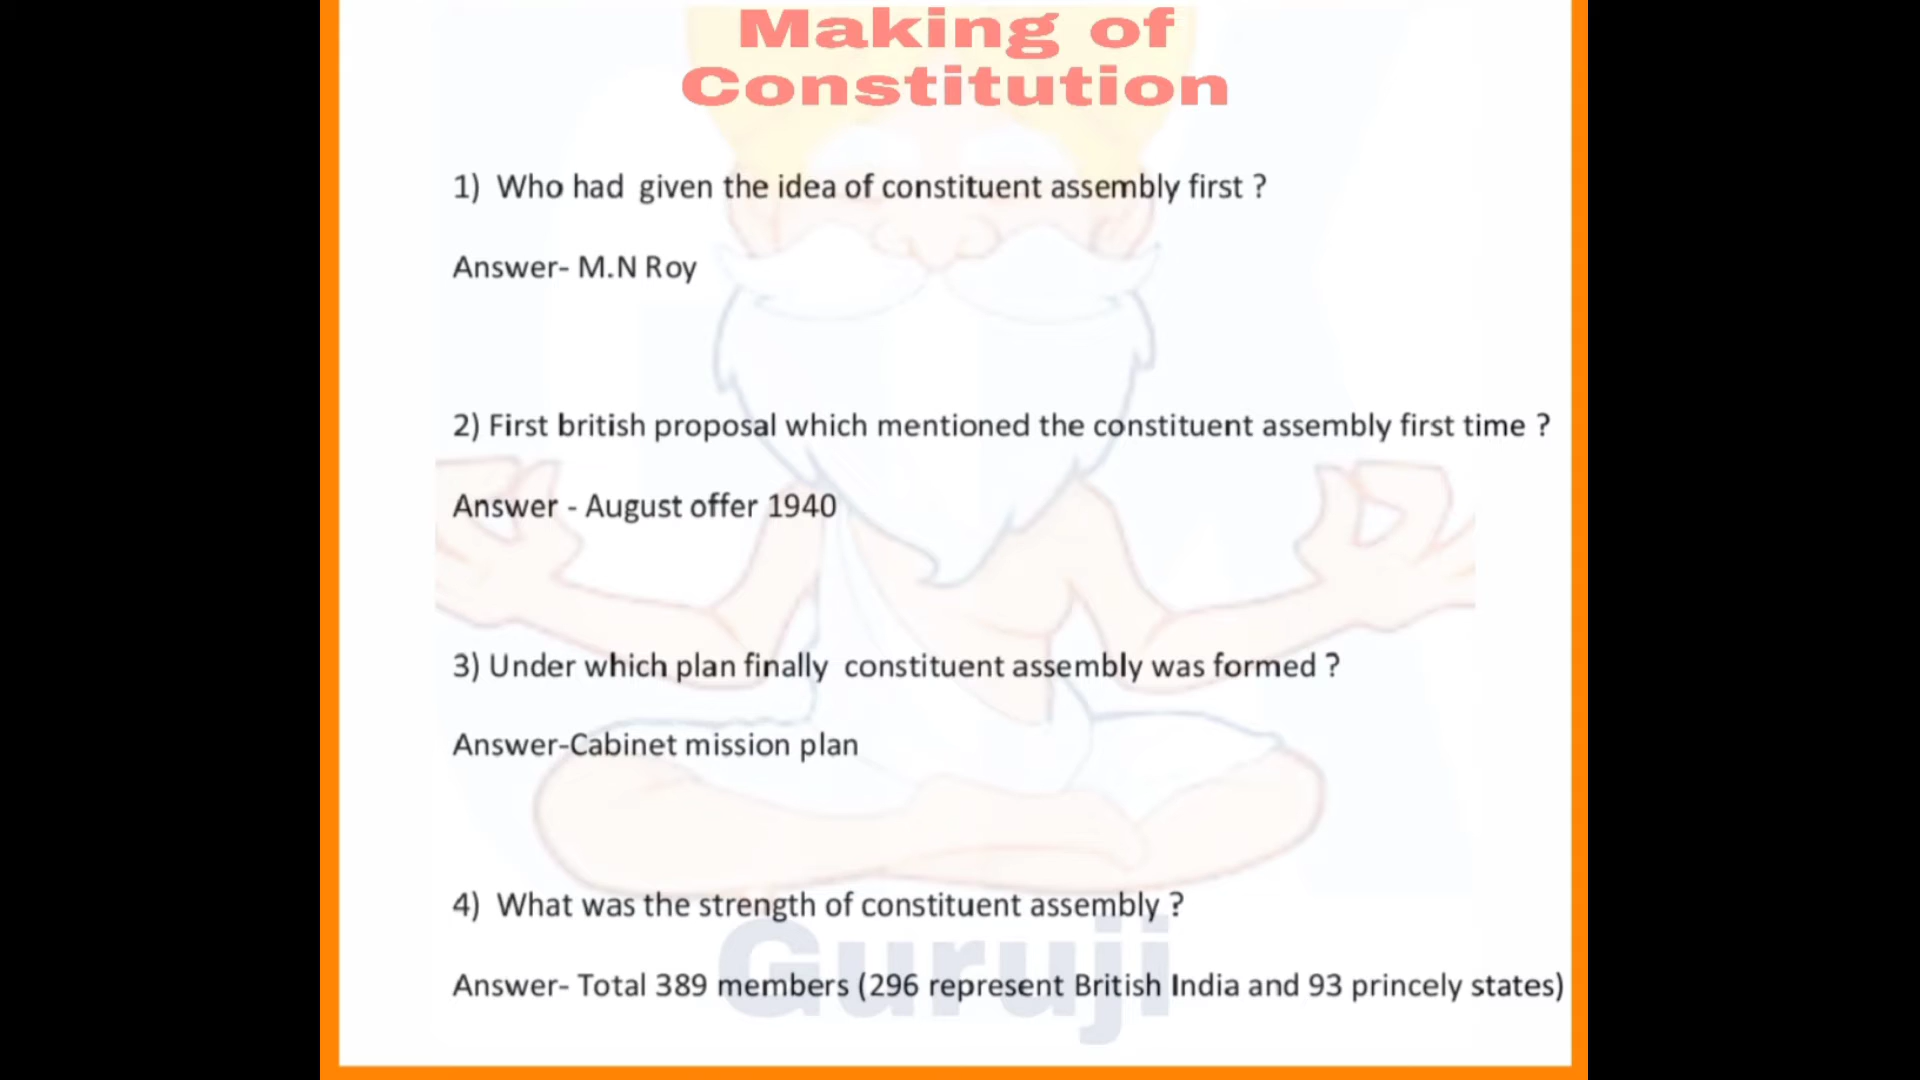 Making of
Constitution
1) Who had given the idea of constituent assembly first ?
Answer- M.N Roy
2) First british proposal which mentioned the constituent assembly first time ?
Answer - August offer 1940
3) Under which plan finally constituent assembly was formed ?
Answer-Cabinet mission plan
4) What was the strength of constituent assembly ?
Guruji
Answer- Total 389 members (296 represent British India and 93 princely states)